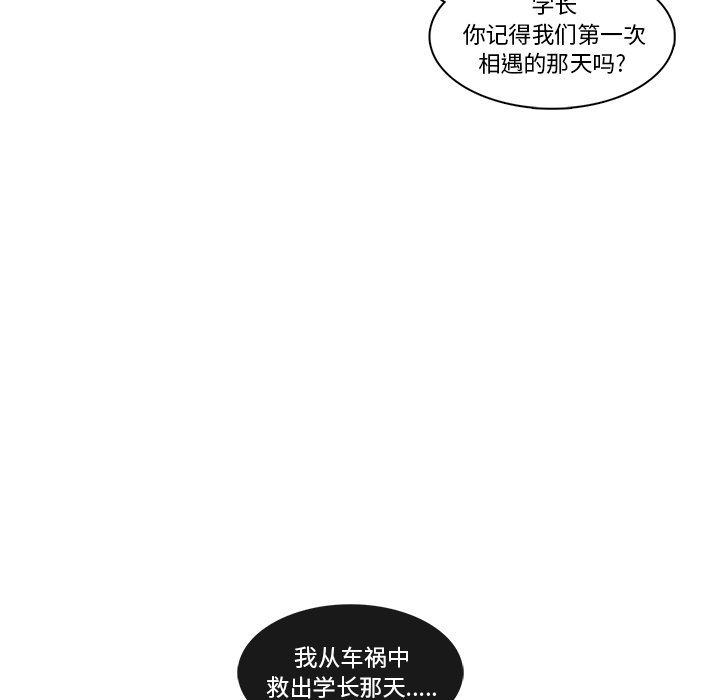 学长
你记得我们第一次
相遇的那天吗?
我从车祸中
救出学长那天.....